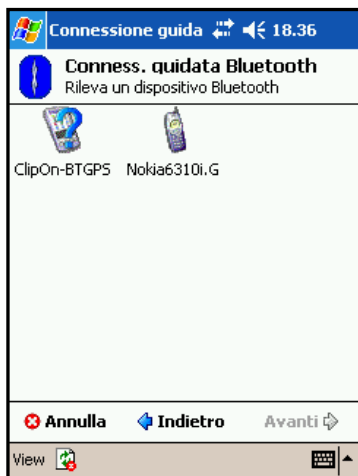 Connessione guida 18.36
Conness. guidata Bluetooth
Rileva un dispositivo Bluetooth
ClipOn-BTGPS Nokia6310i.G
Annulla Indietro Avanti
View